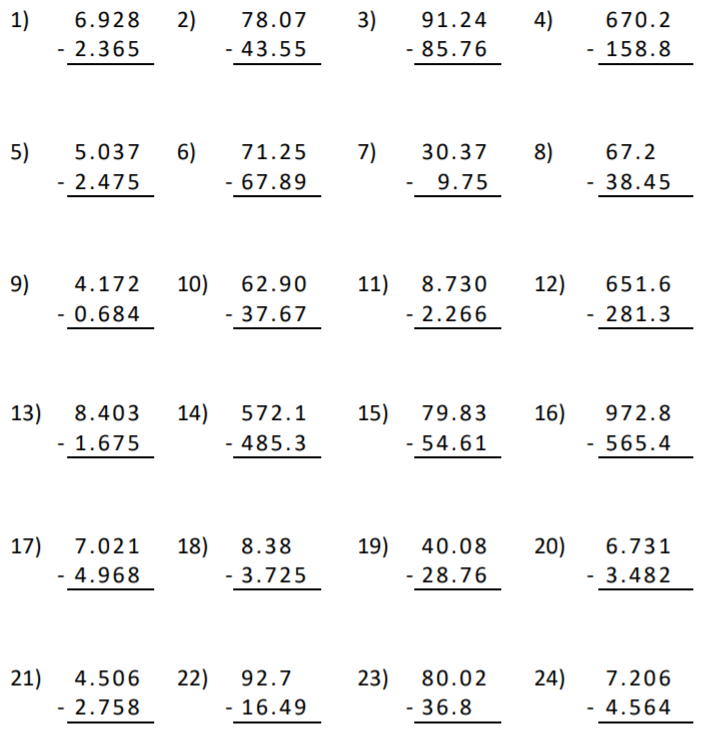 1) 6.928 2) 78.07 3) 91.24 4) 670.2
- 2.365 - 43.55 - 85.76 - 158.8
5) 5.037 6) 71.25 7) 30.37 8) 67.2
- 2.475 - 67.89 - 9.75 - 38.45
9) 4.172 10) 62.90 11) 8.730 12) 651.6
- 0.684 - 37.67 - 2.266 - 281.3
13) 8.403 14) 572.1 15) 79.83 16) 972.8
- 1.675 - 485.3 - 54.61 - 565.4
17) 7.021 18) 8.38 19) 40.08 20) 6.731
- 4.968 - 3.725 - 28.76 - 3.482
21) 4.506 22) 92.7 23) 80.02 24) 7.206
- 2.758 - 16.49 - 36.8 - 4.564